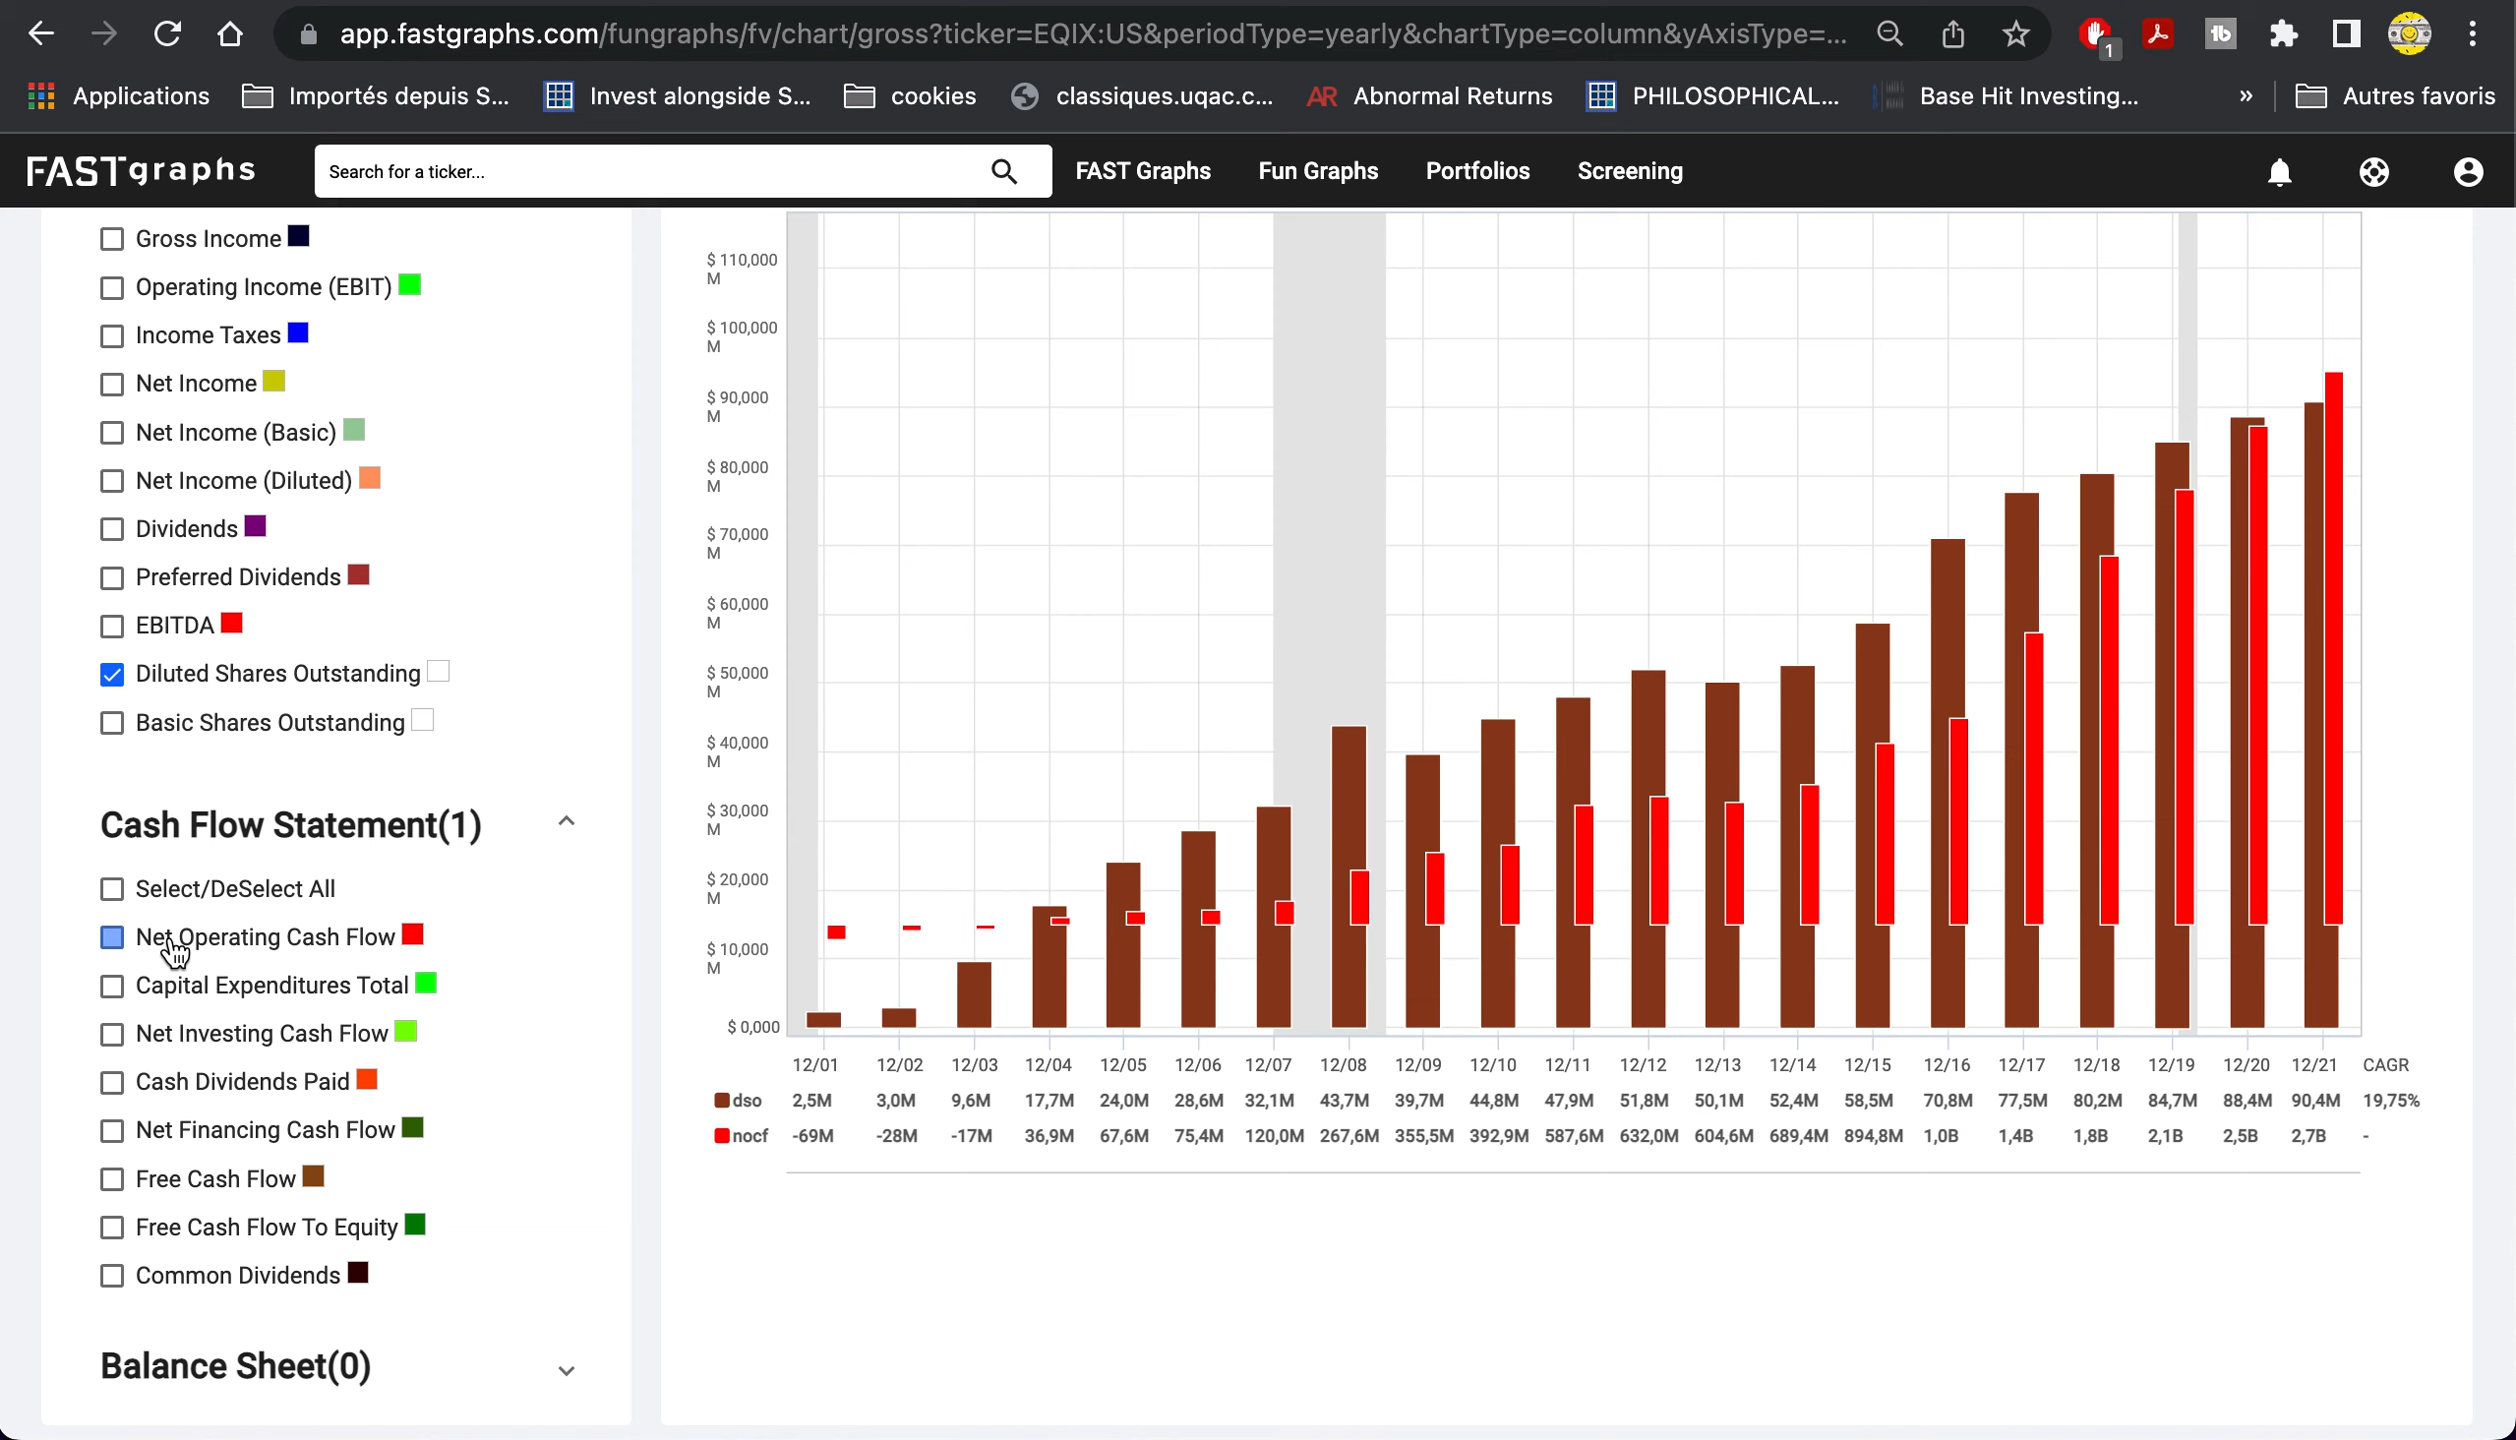 app.fastgraphs.com/fungraphs/fv/chart/gross?ticker=EQIX:US&periodType=yearly&chartType=column&yAxisType=...
1
Applications
Importés depuis S...
Invest alongside S...
cookies
classiques.uqac.c...
AR Abnormal Returns
PHILOSOPHICAL...
Base Hit Investing...
»
Autres favoris
FASTgraphs
Search for a ticker...
FAST Graphs
Fun Graphs
Portfolios
Screening
Gross Income
Operating Income (EBIT)
Income Taxes
Net Income
Net Income (Basic)
Net Income (Diluted)
Dividends
Preferred Dividends
EBITDA
Diluted Shares Outstanding
Basic Shares Outstanding
Cash Flow Statement(1)
Select/DeSelect All
Net Operating Cash Flow
Capital Expenditures Total
Net Investing Cash Flow
Cash Dividends Paid
Net Financing Cash Flow
Free Cash Flow
Free Cash Flow To Equity
Common Dividends
Balance Sheet(0)
$ 110,000
M
$ 100,000
M
$ 90,000
M
$ 80,000
M
$ 70,000
M
$ 60,000
M
$ 50,000
M
$ 40,000
M
$ 30,000
M
$ 20,000
M
$ 10,000
M
$ 0,000
12/01 12/02 12/03 12/04 12/05 12/06 12/07 12/08 12/09 12/10 12/11 12/12 12/13 12/14 12/15 12/16 12/17 12/18 12/19 12/20 12/21 CAGR
dso 2,5M 3,0M 9,6M 17,7M 24,0M 28,6M 32,1M 43,7M 39,7M 44,8M 47,9M 51,8M 50,1M 52,4M 58,5M 70,8M 77,5M 80,2M 84,7M 88,4M 90,4M 19,75%
nocf -69M -28M -17M 36,9M 67,6M 75,4M 120,0M 267,6M 355,5M 392,9M 587,6M 632,0M 604,6M 689,4M 894,8M 1,0B 1,4B 1,8B 2,1B 2,5B 2,7B -